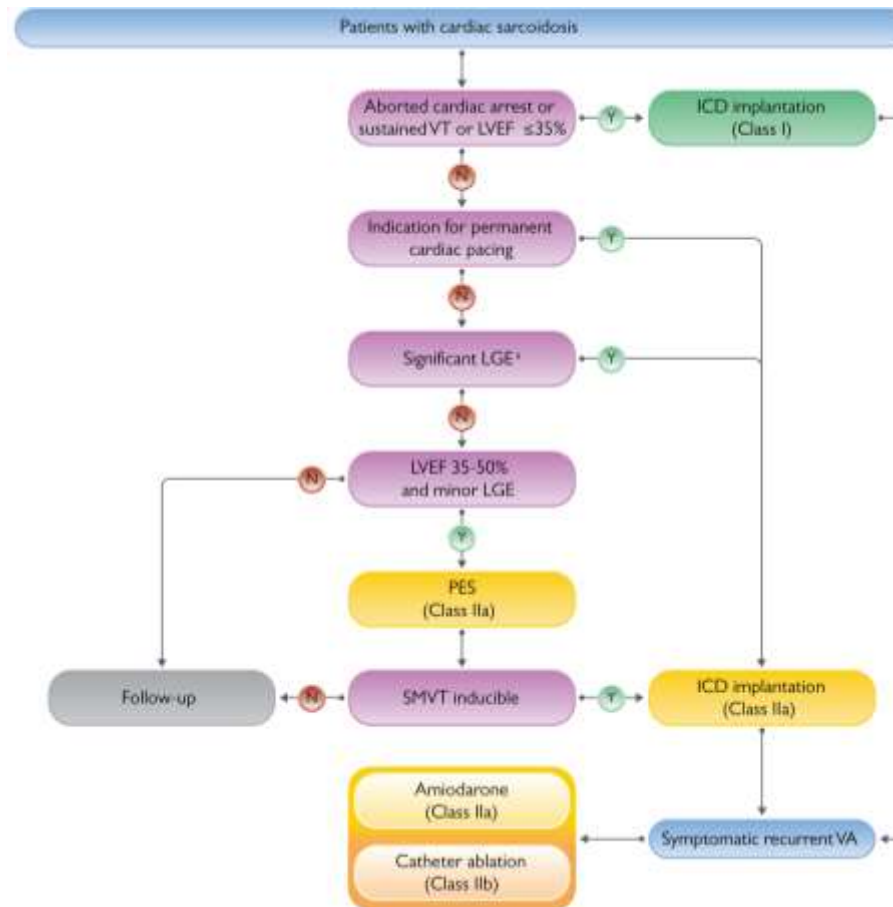 Patients with cardiac sarcoidosis
Aborted cardiac arrest or
sustained VT or LVEF ≤35%
Y
ICD implantation
(Class I)
N
Indication for permanent
cardiac pacing
Y
N
Significant LGEᵃ
Y
N
LVEF 35-50%
and minor LGE
N
Y
PES
(Class IIa)
Follow-up
N
SMVT inducible
Y
ICD implantation
(Class IIa)
Amiodarone
(Class IIa)
Symptomatic recurrent VA
Catheter ablation
(Class IIb)